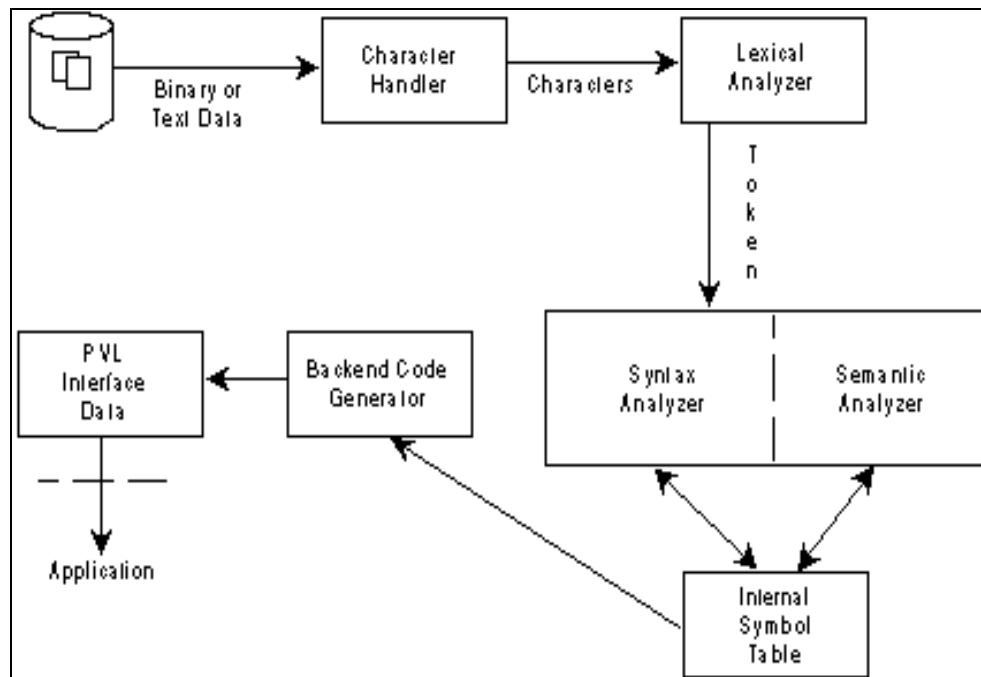 Character
Handler
Lexical
Analyzer
Binary or
Text Data
Characters
T
o
k
e
n
PVL
Interface
Data
Backend Code
Generator
Syntax
Analyzer
Semantic
Analyzer
Application
Internal
Symbol
Table